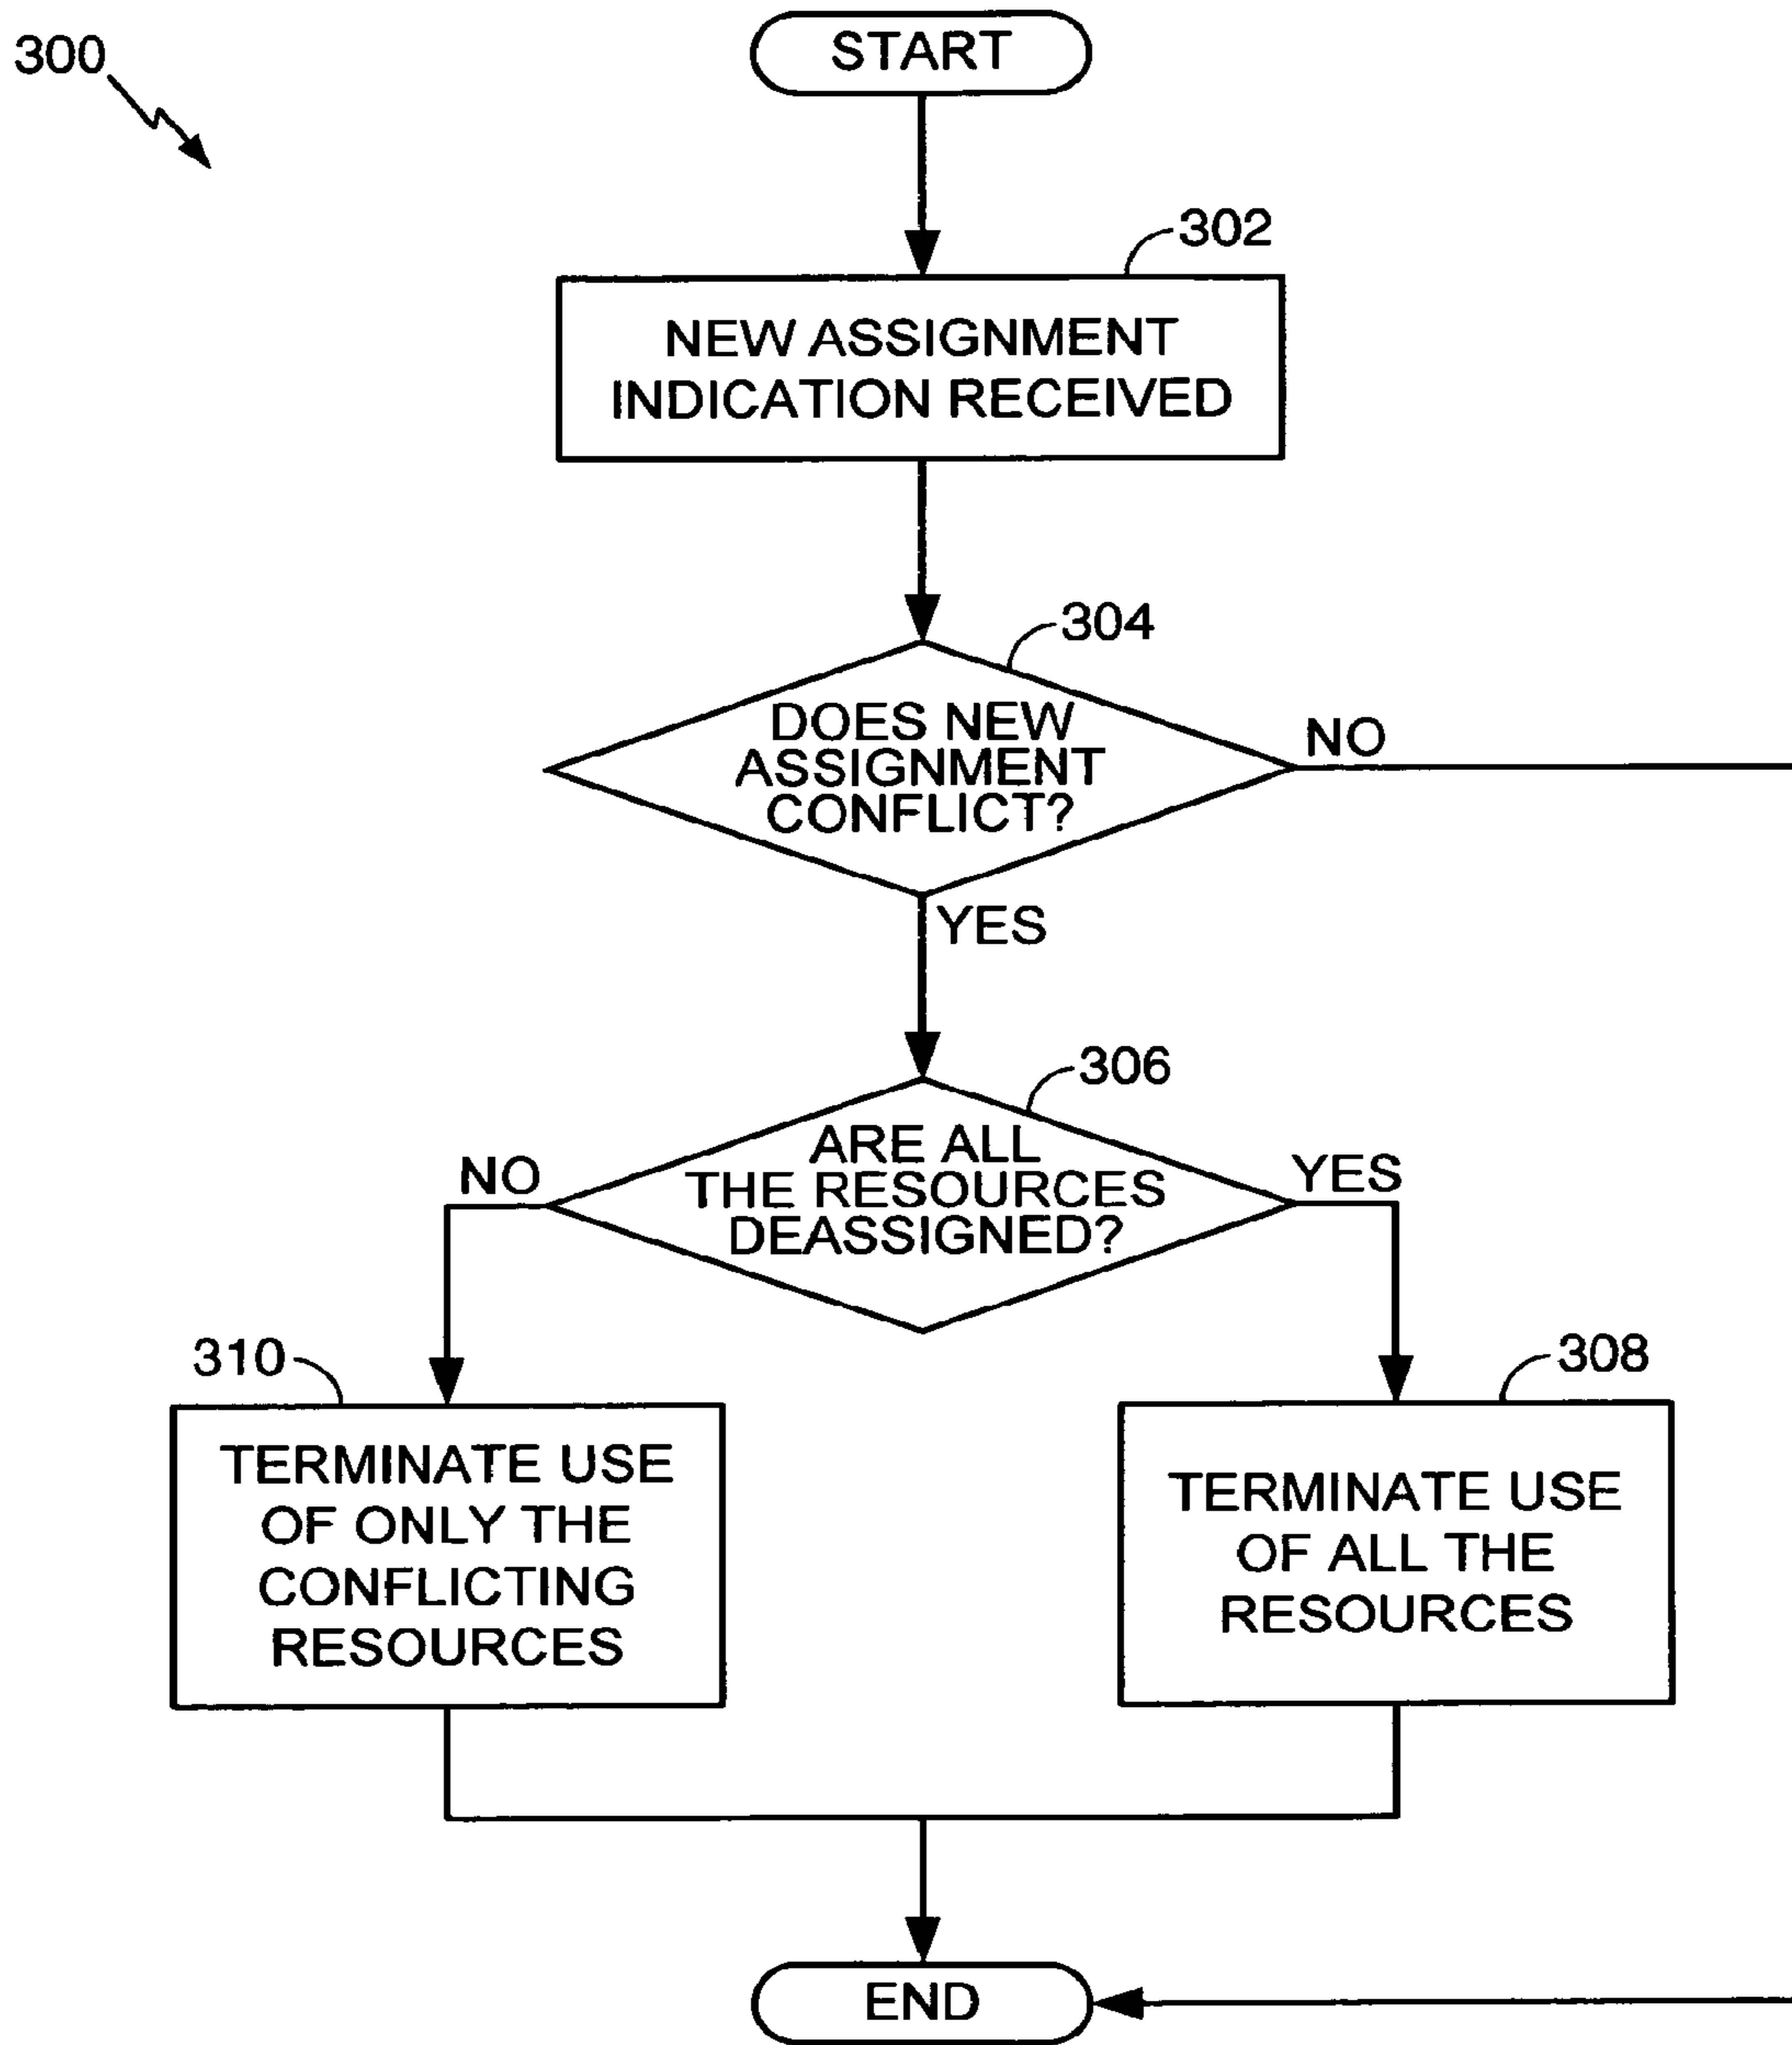 300
START
302
NEW ASSIGNMENT
INDICATION RECEIVED
304
DOES NEW
ASSIGNMENT
CONFLICT?
NO
YES
306
ARE ALL
THE RESOURCES
DEASSIGNED?
NO
YES
310
TERMINATE USE
OF ONLY THE
CONFLICTING
RESOURCES
308
TERMINATE USE
OF ALL THE
RESOURCES
END